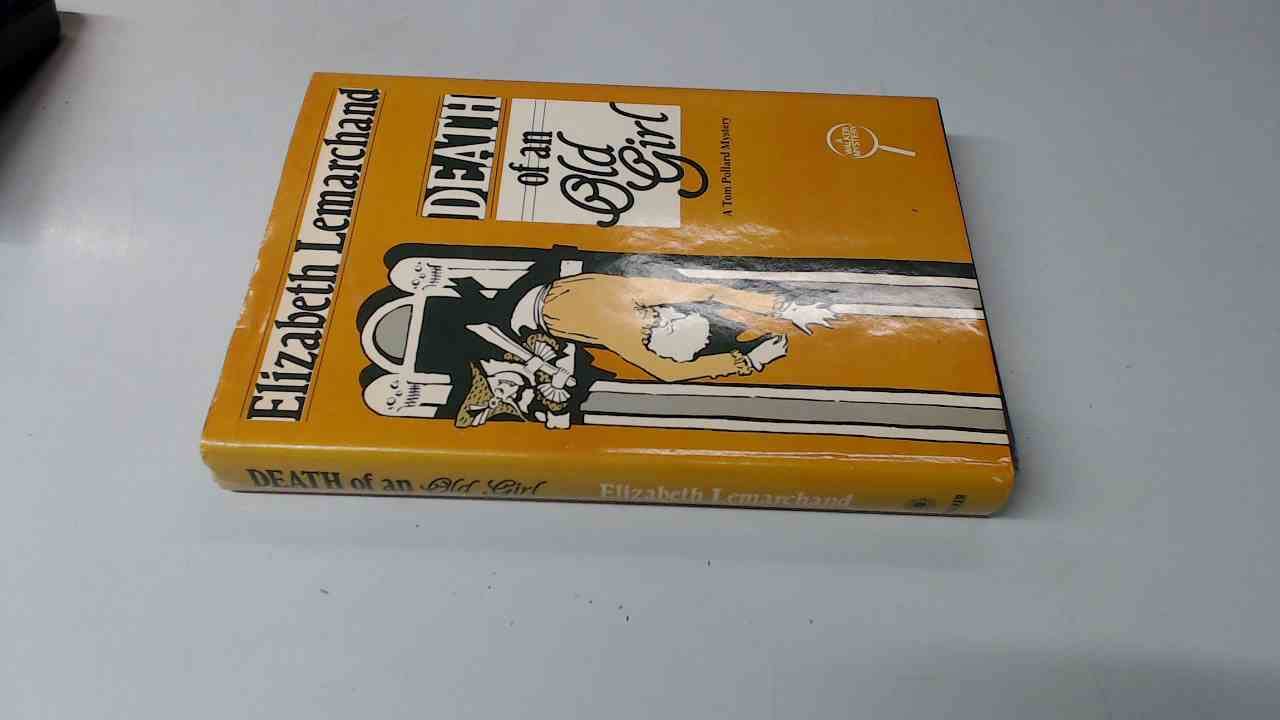 Elizabeth Lemarchand
DEATH
of an
Old
Girl
A Tom Pollard Mystery
A
WALKER
MYSTERY
DEATH of an Old Girl
Elizabeth Lemarchand